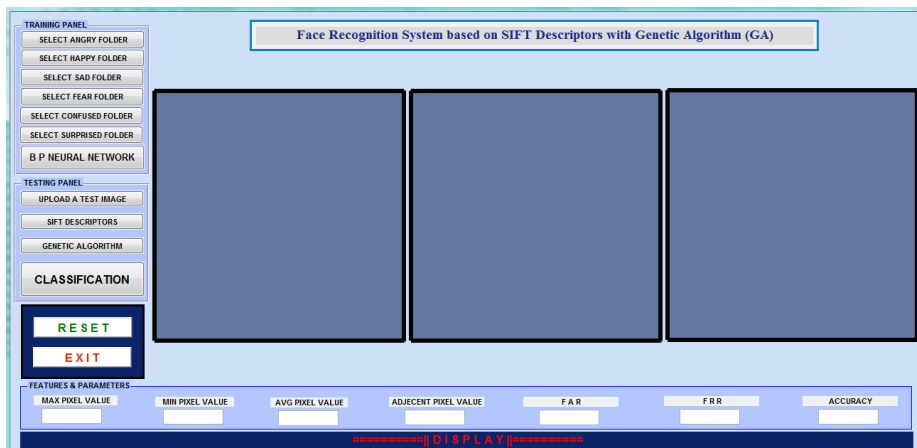 TRAINING PANEL
Face Recognition System based on SIFT Descriptors with Genetic Algorithm (GA)
SELECT ANGRY FOLDER
SELECT HAPPY FOLDER
SELECT SAD FOLDER
SELECT FEAR FOLDER
SELECT CONFUSED FOLDER
SELECT SURPRISED FOLDER
B P NEURAL NETWORK
TESTING PANEL
UPLOAD A TEST IMAGE
SIFT DESCRIPTORS
GENETIC ALGORITHM
CLASSIFICATION
R E S E T
E X I T
FEATURES & PARAMETERS
MAX PIXEL VALUE MIN PIXEL VALUE AVG PIXEL VALUE ADJECENT PIXEL VALUE F A R F R R ACCURACY
==========|| D I S P L A Y ||==========